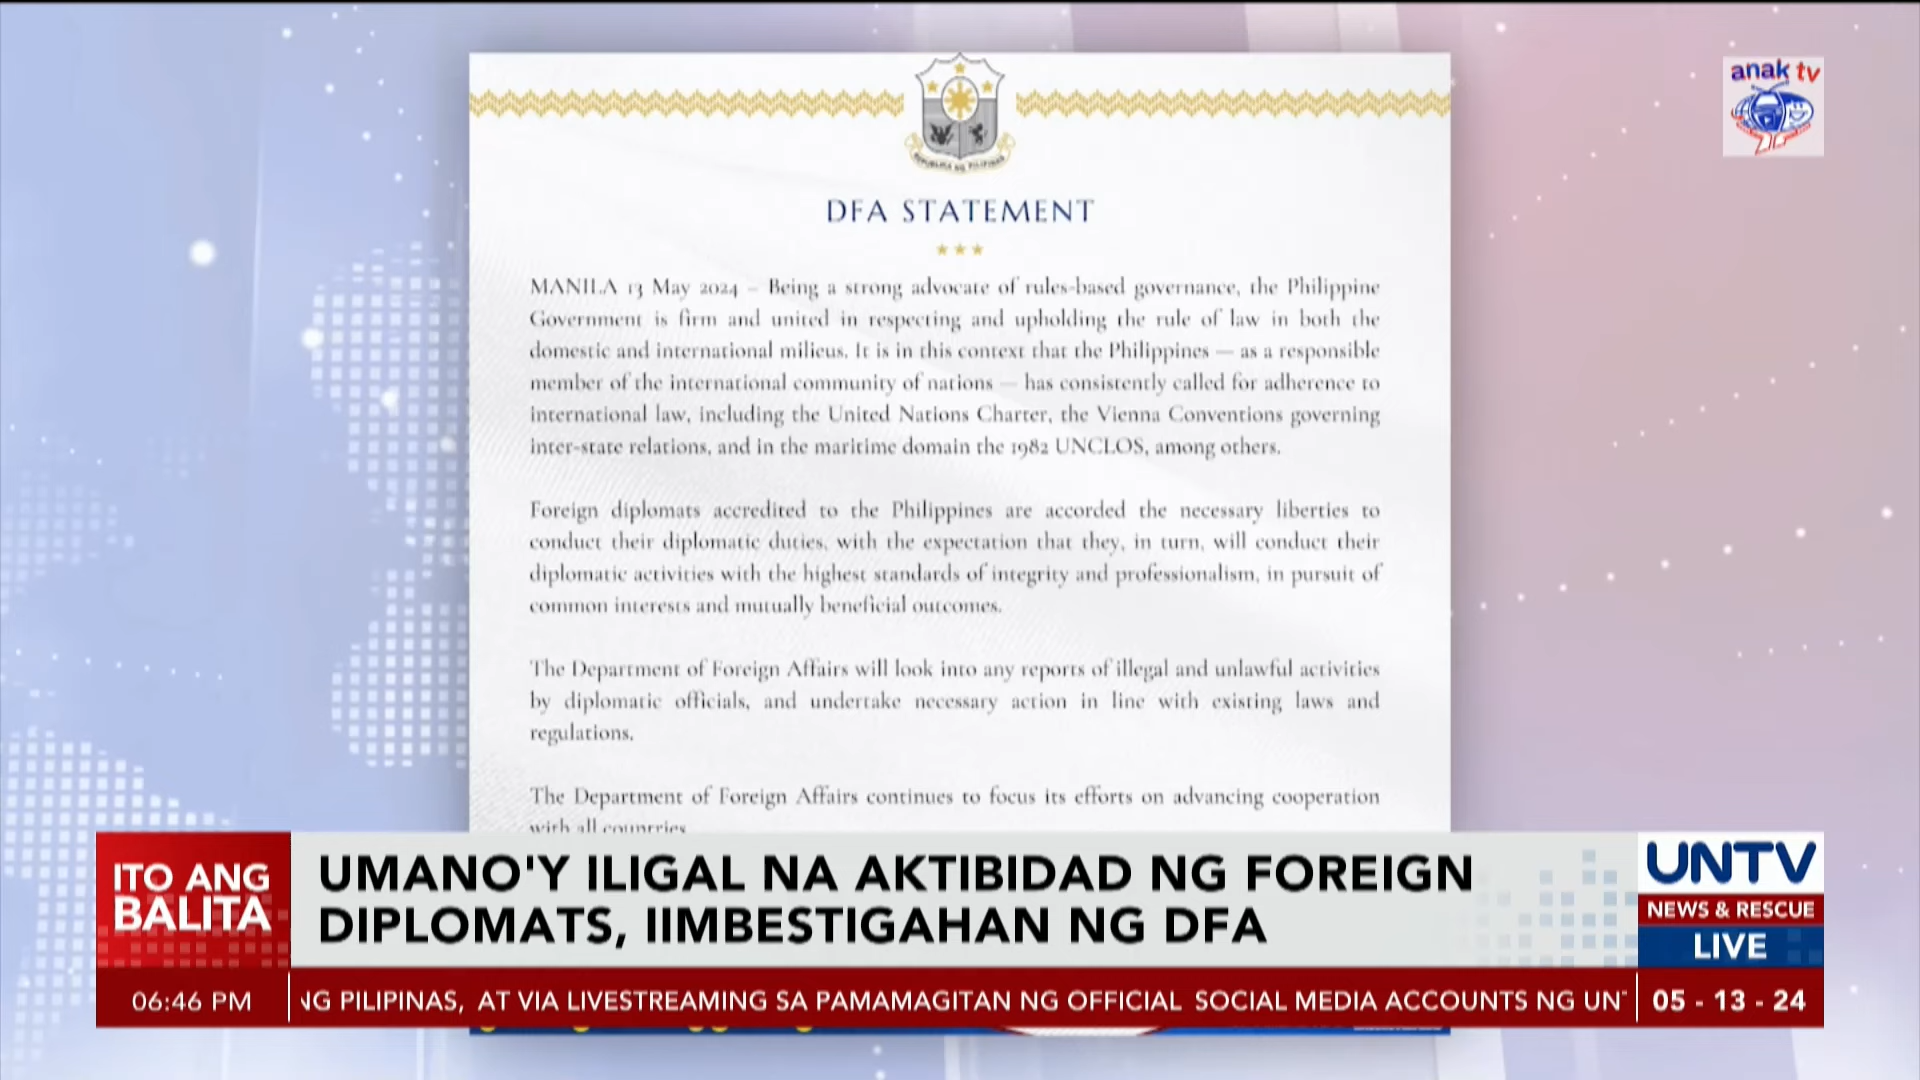 anak tv
REPUBLIKA NG PILIPINAS
DFA STATEMENT
MANILA 13 May 2024 – Being a strong advocate of rules-based governance, the Philippine
Government is firm and united in respecting and upholding the rule of law in both the
domestic and international milieus. It is in this context that the Philippines — as a responsible
member of the international community of nations — has consistently called for adherence to
international law, including the United Nations Charter, the Vienna Conventions governing
inter-state relations, and in the maritime domain the 1982 UNCLOS, among others.
Foreign diplomats accredited to the Philippines are accorded the necessary liberties to
conduct their diplomatic duties, with the expectation that they, in turn, will conduct their
diplomatic activities with the highest standards of integrity and professionalism, in pursuit of
common interests and mutually beneficial outcomes.
The Department of Foreign Affairs will look into any reports of illegal and unlawful activities
by diplomatic officials, and undertake necessary action in line with existing laws and
regulations.
The Department of Foreign Affairs continues to focus its efforts on advancing cooperation
with all countries
ITO ANG
BALITA
UMANO'Y ILIGAL NA AKTIBIDAD NG FOREIGN
DIPLOMATS, IIMBESTIGAHAN NG DFA
UNTV
NEWS & RESCUE
LIVE
06:46 PM
NG PILIPINAS, AT VIA LIVESTREAMING SA PAMAMAGITAN NG OFFICIAL SOCIAL MEDIA ACCOUNTS NG UN
05 - 13 - 24